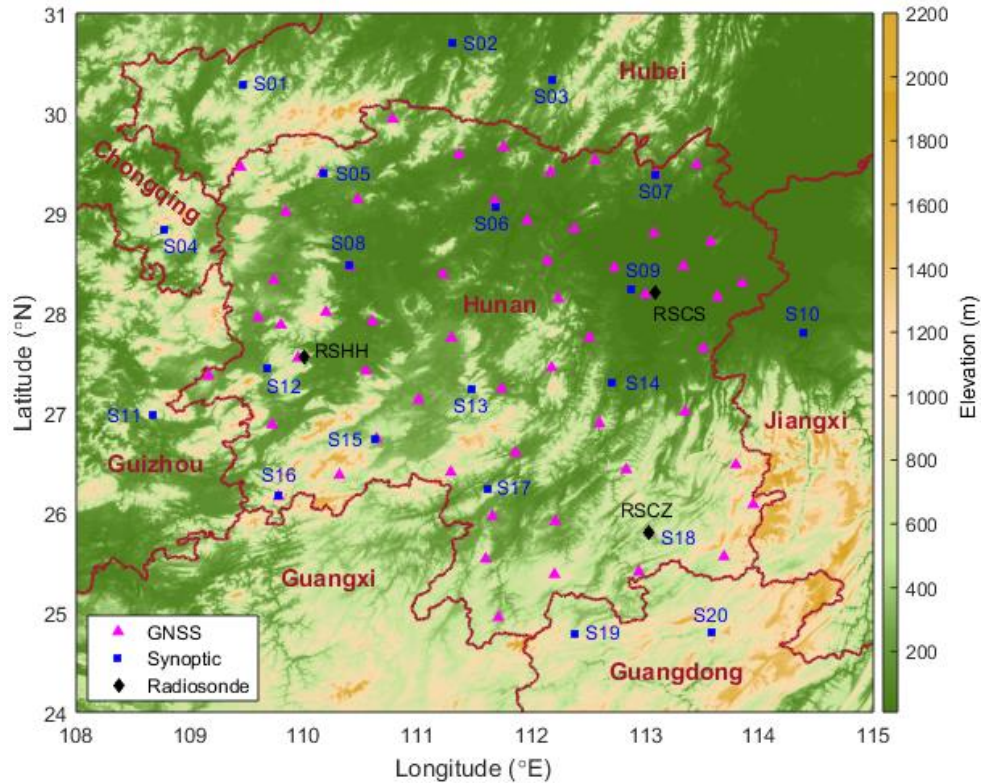 31
30
29
28
27
26
25
24
Latitude (°N)
108
109
110
111
112
113
114
115
Longitude (°E)
S01
S02
S03
Hubei
Chongqing
S04
S05
S06
S07
S08
S09
Hunan
RSCS
S10
RSHH
S12
S13
S14
S11
S15
Jiangxi
Guizhou
S16
S17
RSCZ
S18
Guangxi
S19
S20
Guangdong
GNSS
Synoptic
Radiosonde
2200
2000
1800
1600
1400
1200
1000
800
600
400
200
Elevation (m)